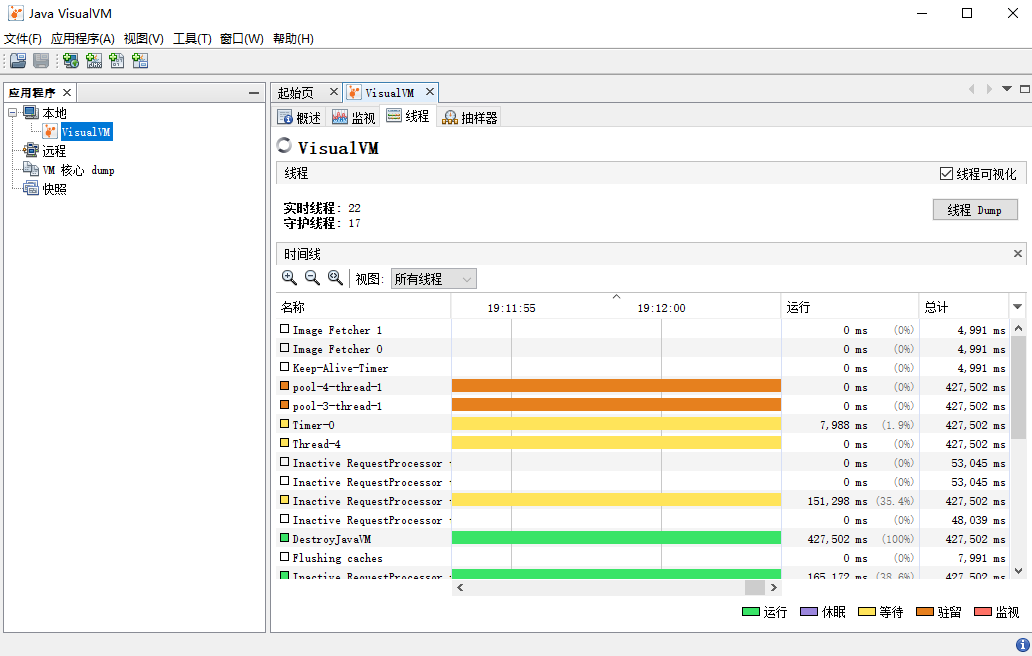 Java VisualVM
文件(F) 应用程序(A) 视图(V) 工具(T) 窗口(W) 帮助(H)
应用程序
本地
VisualVM
远程
VM 核心 dump
快照
起始页 VisualVM
概述 监视 线程 抽样器
VisualVM
线程 线程可视化
实时线程: 22
守护线程: 17
线程 Dump
时间线
视图: 所有线程
名称 19:11:55 19:12:00 运行 总计
Image Fetcher 1 0 ms (0%) 4,991 ms
Image Fetcher 0 0 ms (0%) 4,991 ms
Keep-Alive-Timer 0 ms (0%) 4,991 ms
pool-4-thread-1 0 ms (0%) 427,502 ms
pool-3-thread-1 0 ms (0%) 427,502 ms
Timer-0 7,988 ms (1.9%) 427,502 ms
Thread-4 0 ms (0%) 427,502 ms
Inactive RequestProcessor 0 ms (0%) 53,045 ms
Inactive RequestProcessor 0 ms (0%) 53,045 ms
Inactive RequestProcessor 151,298 ms (35.4%) 427,502 ms
Inactive RequestProcessor 0 ms (0%) 48,039 ms
DestroyJavaVM 427,502 ms (100%) 427,502 ms
Flushing caches 0 ms (0%) 7,991 ms
Inactive RequestProcessor 165,172 ms (38.6%) 427,502 ms
运行 休眠 等待 驻留 监视